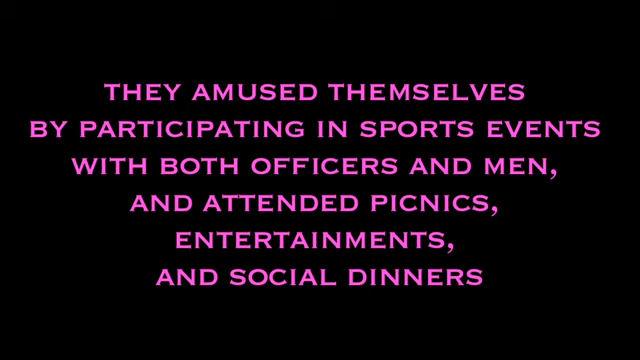 THEY AMUSED THEMSELVES
BY PARTICIPATING IN SPORTS EVENTS
WITH BOTH OFFICERS AND MEN,
AND ATTENDED PICNICS,
ENTERTAINMENTS,
AND SOCIAL DINNERS